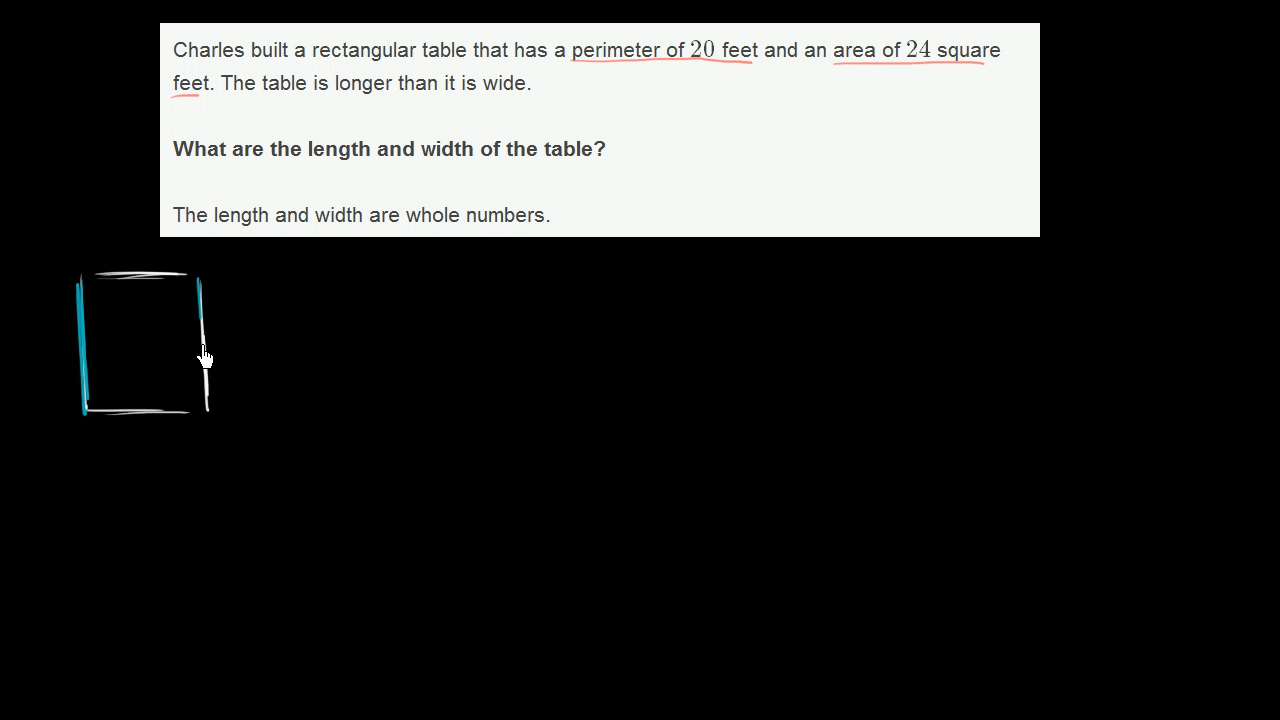 Charles built a rectangular table that has a perimeter of 20 feet and an area of 24 square
feet. The table is longer than it is wide.
What are the length and width of the table?
The length and width are whole numbers.